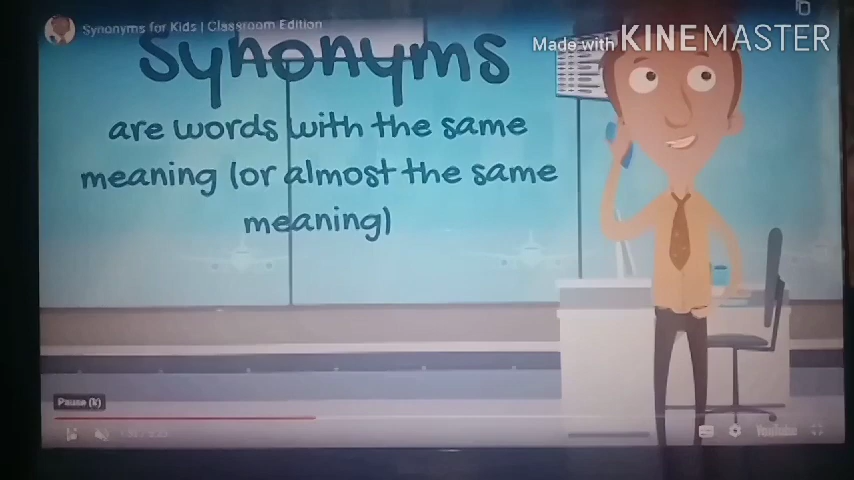 Synonyms for Kids | Classroom Edition
Made with KINEMASTER
Synonyms
are words with the same
meaning (or almost the same
meaning)
Pause (k)
YouTube